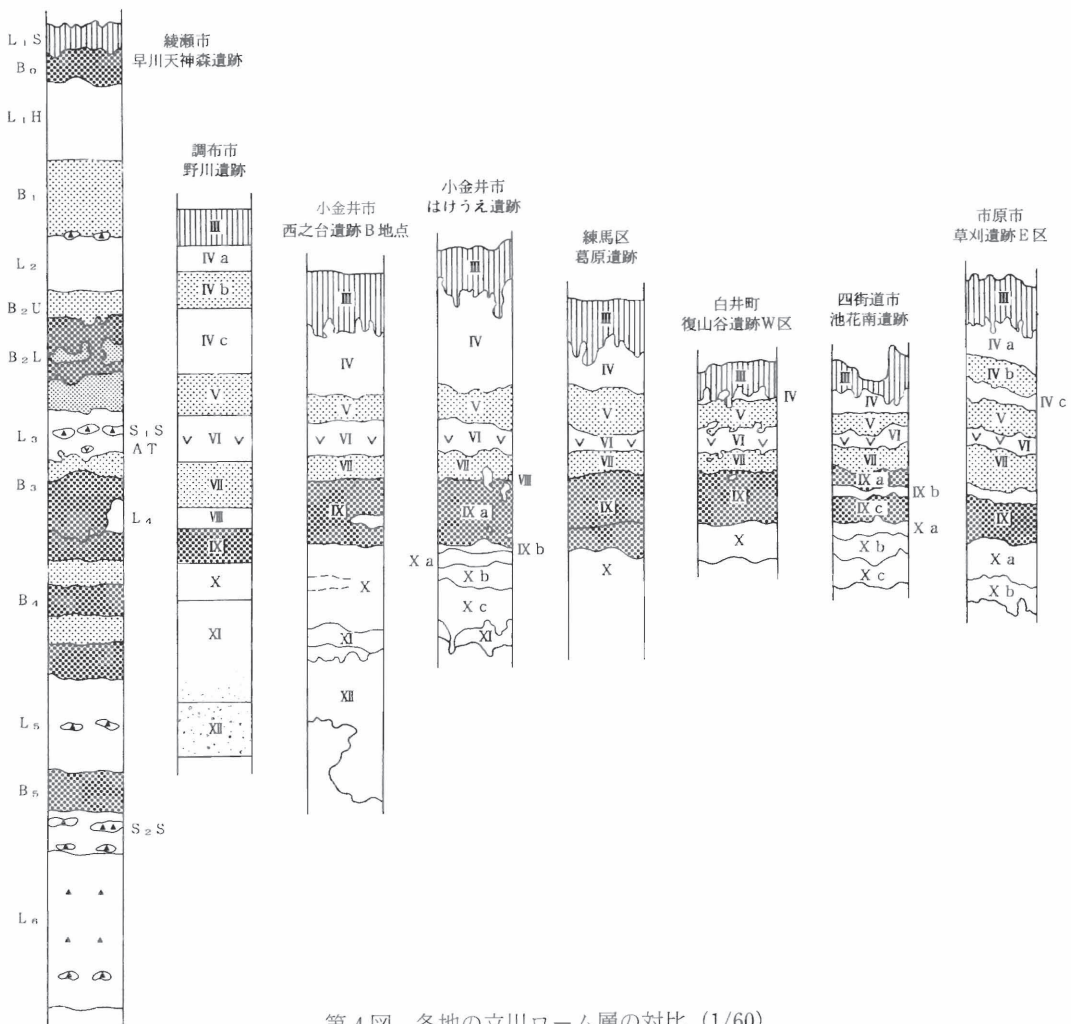 綾瀬市
早川天神森遺跡
L₁S
B₀
L₁H
B₁
L₂
B₂U
B₂L
L₃
S₁S
AT
B₃
L₄
B₄
L₅
B₅
S₂S
L₆
調布市
野川遺跡
Ⅲ
Ⅳa
Ⅳb
Ⅳc
Ⅴ
Ⅵ
Ⅶ
Ⅷ
Ⅸ
Ⅹ
Ⅺ
Ⅻ
小金井市
西之台遺跡B地点
Ⅲ
Ⅳ
Ⅴ
Ⅵ
Ⅶ
Ⅸ
Ⅹ
Ⅺ
Ⅻ
小金井市
はけうえ遺跡
Ⅲ
Ⅳ
Ⅴ
Ⅵ
Ⅶ
Ⅷ
Ⅸa
Ⅸb
Ⅹa
Ⅹb
Ⅹc
Ⅺ
練馬区
葛原遺跡
Ⅲ
Ⅳ
Ⅴ
Ⅵ
Ⅶ
Ⅸ
Ⅹ
白井町
復山谷遺跡W区
Ⅲ
Ⅳ
Ⅴ
Ⅵ
Ⅶ
Ⅸ
Ⅹ
四街道市
池花南遺跡
Ⅲ
Ⅳ
Ⅴ
Ⅵ
Ⅶ
Ⅸa
Ⅸb
Ⅸc
Ⅹa
Ⅹb
Ⅹc
市原市
草刈遺跡E区
Ⅲ
Ⅳa
Ⅳb
Ⅳc
Ⅴ
Ⅵ
Ⅶ
Ⅸ
Ⅹa
Ⅹb
第4図 各地の立川ローム層の対比 (1/60)